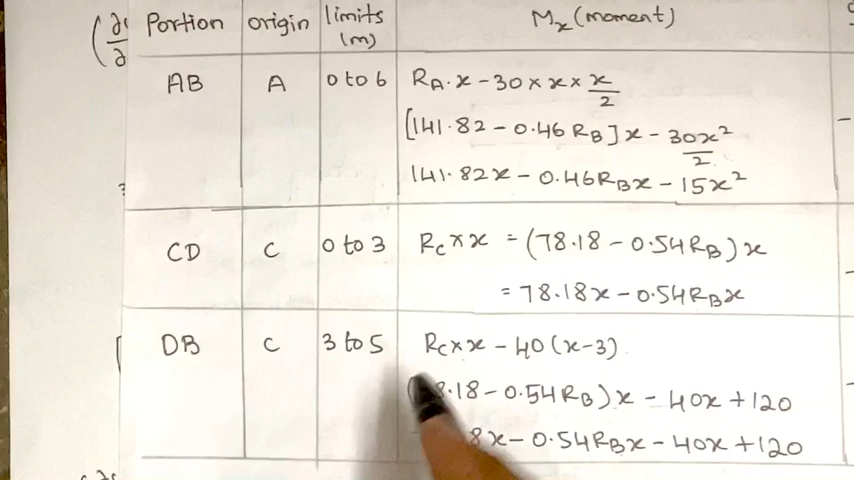 Portion origin limits (m) Mx (moment)
AB A 0 to 6 RA·x – 30 × x × x/2
[141.82 – 0.46 RB] x – 30x²/2
141.82x – 0.46RBx – 15x²
CD C 0 to 3 Rc × x = (78.18 – 0.54RB) x
= 78.18x – 0.54RBx
DB C 3 to 5 Rc × x – 40 (x–3)
8.18 – 0.54RB) x – 40x + 120
8x – 0.54RBx – 40x + 120